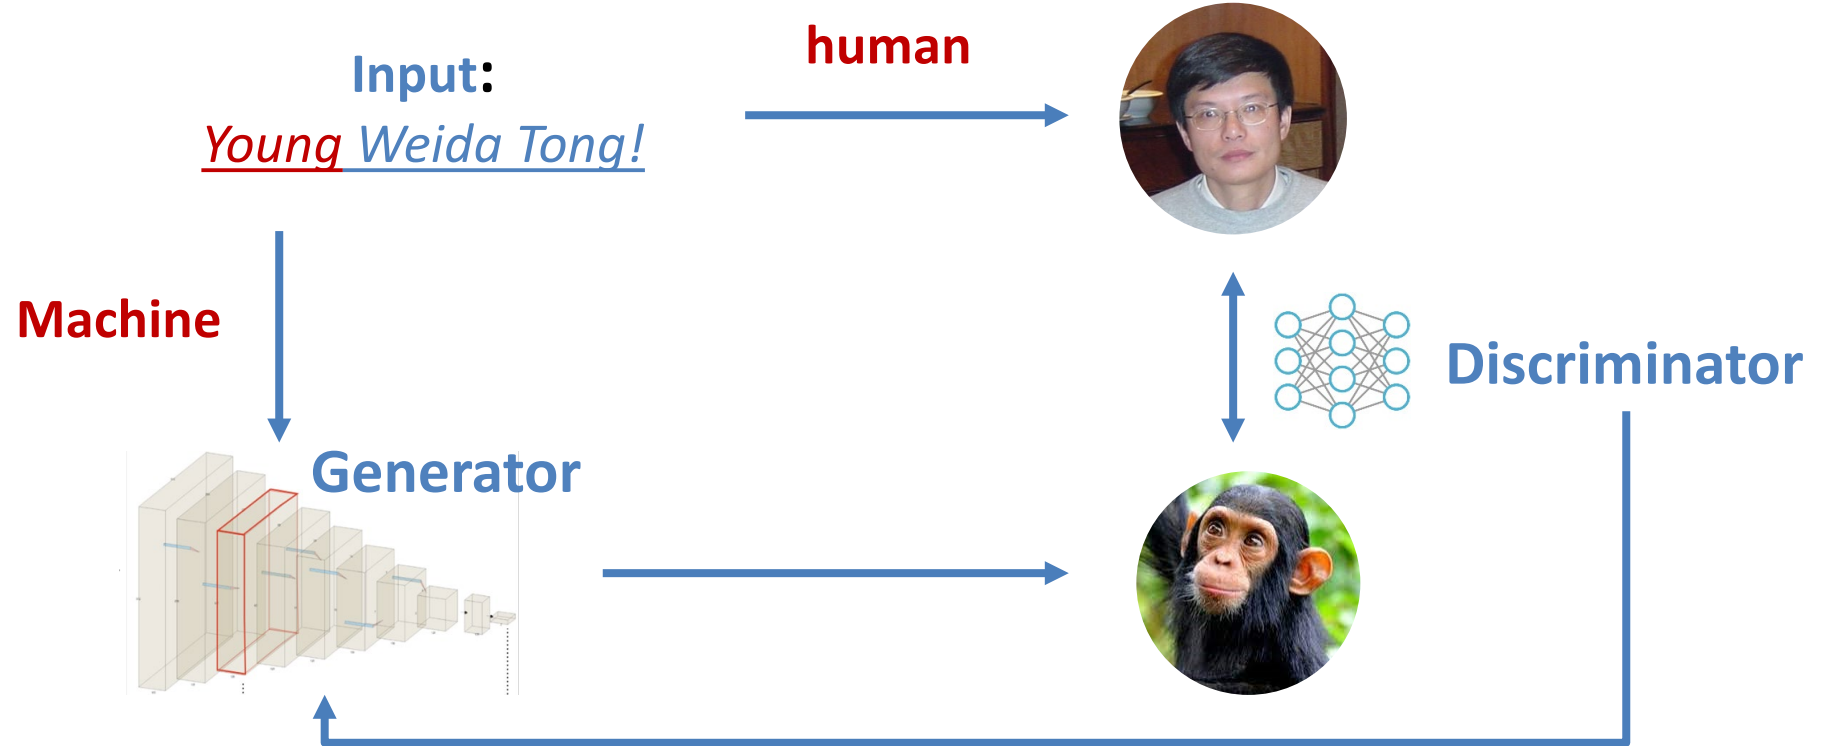 human
Input:
Young Weida Tong!
Machine
Discriminator
Generator